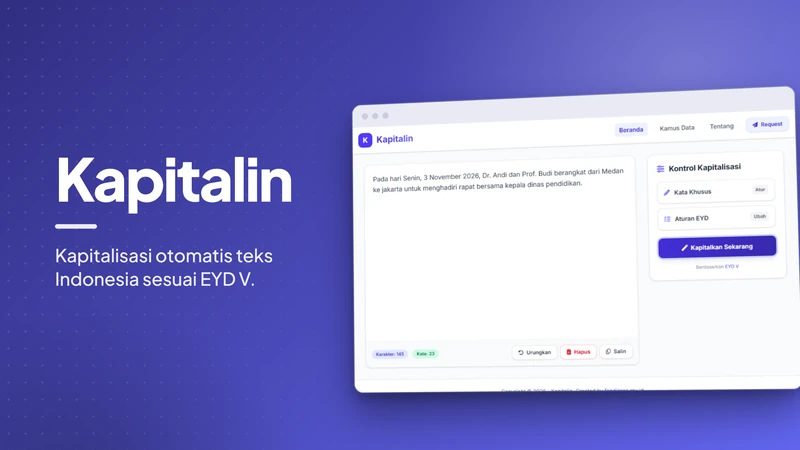 Kapitalin
Kapitalisasi otomatis teks
Indonesia sesuai EYD V.
K Kapitalin
Beranda
Kamus Data
Tentang
Request
Pada hari Senin, 3 November 2026, Dr. Andi dan Prof. Budi berangkat dari Medan
ke jakarta untuk menghadiri rapat bersama kepala dinas pendidikan.
Karakter: 145
Kata: 23
Urungkan
Hapus
Salin
Kontrol Kapitalisasi
Kata Khusus
Atur
Aturan EYD
Ubah
Kapitalkan Sekarang
Berdasarkan EYD V